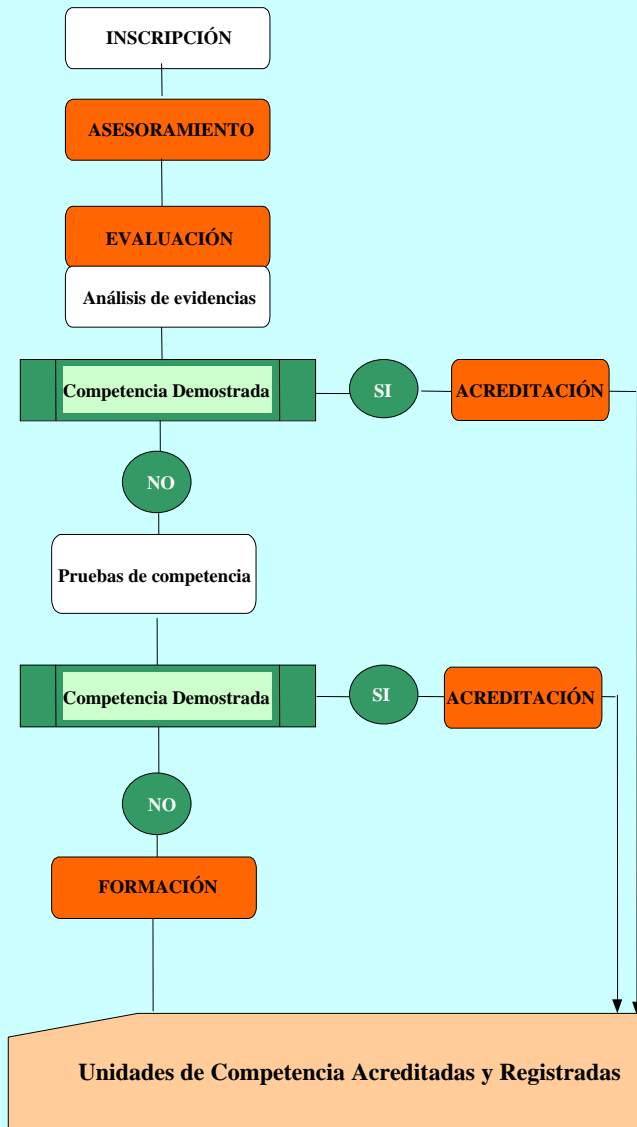 INSCRIPCIÓN
ASESORAMIENTO
EVALUACIÓN
Análisis de evidencias
Competencia Demostrada
SI
ACREDITACIÓN
NO
Pruebas de competencia
Competencia Demostrada
SI
ACREDITACIÓN
NO
FORMACIÓN
Unidades de Competencia Acreditadas y Registradas